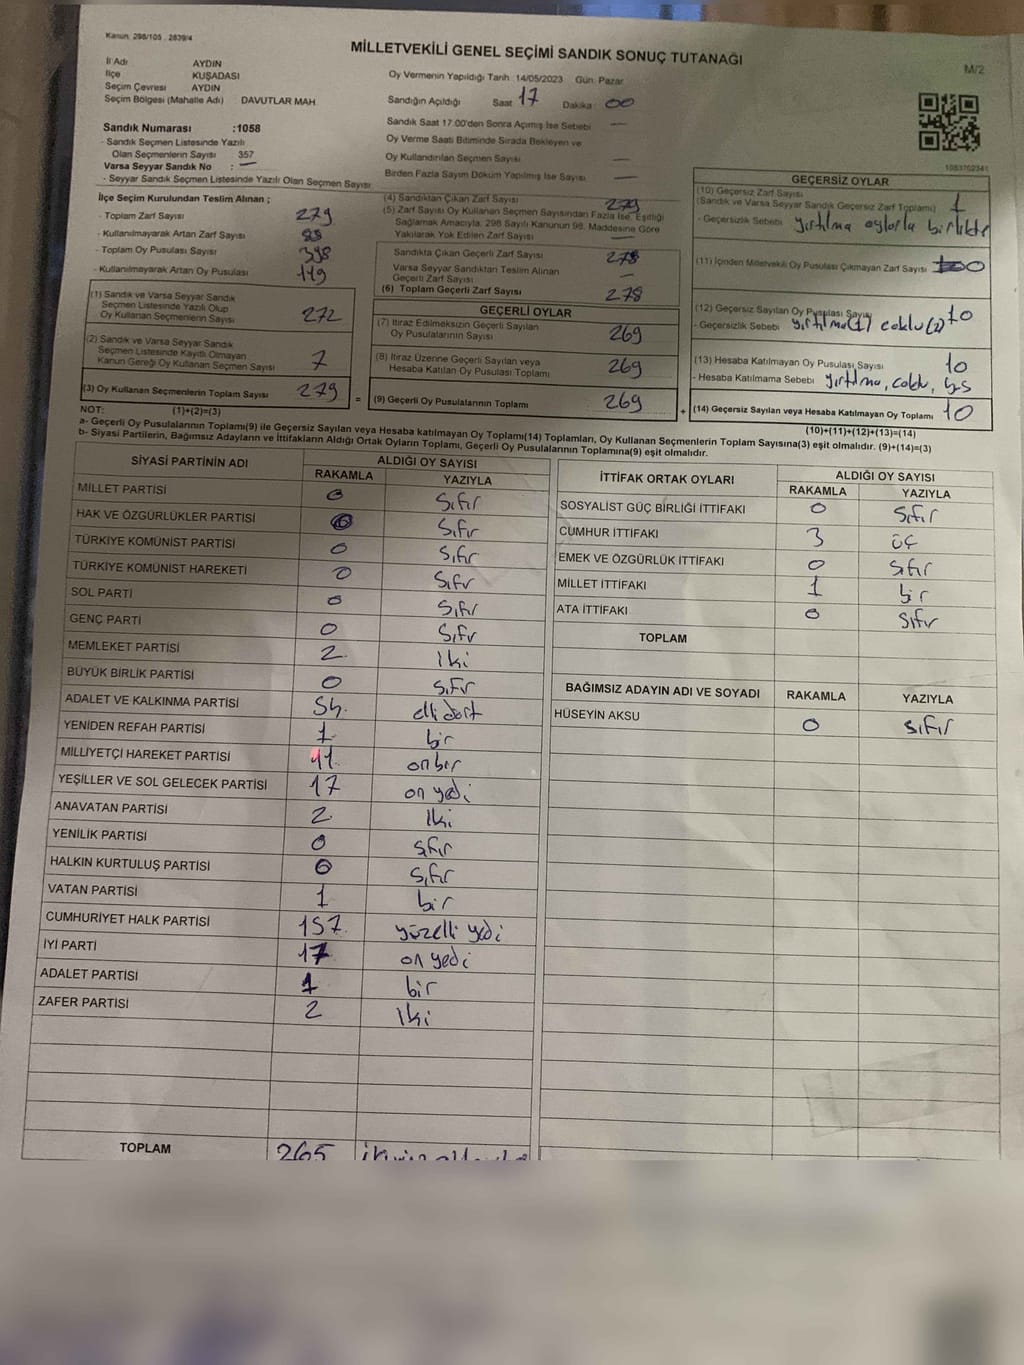 Kanun: 298/105 , 2839/4
MİLLETVEKİLİ GENEL SEÇİMİ SANDIK SONUÇ TUTANAĞI
M/2
İl Adı AYDIN
İlçe KUŞADASI
Seçim Çevresi AYDIN
Seçim Bölgesi (Mahalle Adı) DAVUTLAR MAH.
Sandık Numarası :1058
- Sandık Seçmen Listesinde Yazılı
Olan Seçmenlerin Sayısı 357
Varsa Seyyar Sandık No : —
- Seyyar Sandık Seçmen Listesinde Yazılı Olan Seçmen Sayısı
Oy Vermenin Yapıldığı Tarih :14/05/2023 Gün: Pazar
Sandığın Açıldığı Saat 17 Dakika : 00
Sandık Saat 17:00'den Sonra Açımış İse Sebebi —
Oy Verme Saati Bitiminde Sırada Bekleyen ve
Oy Kullandırılan Seçmen Sayısı —
Birden Fazla Sayım Döküm Yapılmış İse Sayısı —
1083702341
İlçe Seçim Kurulundan Teslim Alınan ;
- Toplam Zarf Sayısı 279
- Kullanılmayarak Artan Zarf Sayısı
- Toplam Oy Pusulası Sayısı 398
- Kullanılmayarak Artan Oy Pusulası 119
(1) Sandık ve Varsa Seyyar Sandık
Seçmen Listesinde Yazılı Olup
Oy Kullanan Seçmenlerin Sayısı 272
(2) Sandık ve Varsa Seyyar Sandık
Seçmen Listesinde Kayıtlı Olmayan
Kanun Gereği Oy Kullanan Seçmen Sayısı 7
(3) Oy Kullanan Seçmenlerin Toplam Sayısı 279
=
(4) Sandıktan Çıkan Zarf Sayısı 279
(5) Zarf Sayısı Oy Kullanan Seçmen Sayısından Fazla İse, Eşitliği
Sağlamak Amacıyla, 298 Sayılı Kanunun 98. Maddesine Göre
Yakılarak Yok Edilen Zarf Sayısı —
Sandıkta Çıkan Geçerli Zarf Sayısı 278
Varsa Seyyar Sandıktan Teslim Alınan
Geçerli Zarf Sayısı —
(6) Toplam Geçerli Zarf Sayısı 278
GEÇERLİ OYLAR
(7) İtiraz Edilmeksizin Geçerli Sayılan
Oy Pusulalarının Sayısı 269
(8) İtiraz Üzerine Geçerli Sayılan veya
Hesaba Katılan Oy Pusulası Toplamı 269
(9) Geçerli Oy Pusulalarının Toplamı 269
+
GEÇERSİZ OYLAR
(10) Geçersiz Zarf Sayısı
(Sandık ve Varsa Seyyar Sandık Geçersiz Zarf Toplamı) 1
- Geçersizlik Sebebi yırtılma oylarla birlikte
(11) İçinden Milletvekili Oy Pusulası Çıkmayan Zarf Sayısı 0
(12) Geçersiz Sayılan Oy Pusulası Sayısı 10
- Geçersizlik Sebebi yırtılma(1) coklu(2)
(13) Hesaba Katılmayan Oy Pusulası Sayısı 10
- Hesaba Katılmama Sebebi yırtılma, coklu,
(14) Geçersiz Sayılan veya Hesaba Katılmayan Oy Toplamı 10
NOT: (1)+(2)=(3)
(10)+(11)+(12)+(13)=(14)
a- Geçerli Oy Pusulalarının Toplamı(9) ile Geçersiz Sayılan veya Hesaba katılmayan Oy Toplamı(14) Toplamları, Oy Kullanan Seçmenlerin Toplam Sayısına(3) eşit olmalıdır. (9)+(14)=(3)
b- Siyasi Partilerin, Bağımsız Adayların ve İttifakların Aldığı Ortak Oyların Toplamı, Geçerli Oy Pusulalarının Toplamına(9) eşit olmalıdır.
SİYASİ PARTİNİN ADI ALDIĞI OY SAYISI
RAKAMLA YAZIYLA
MİLLET PARTİSİ 0 Sıfır
HAK VE ÖZGÜRLÜKLER PARTİSİ 0 Sıfır
TÜRKİYE KOMÜNİST PARTİSİ 0 Sıfır
TÜRKİYE KOMÜNİST HAREKETİ 0 Sıfır
SOL PARTİ 0 Sıfır
GENÇ PARTİ 0 Sıfır
MEMLEKET PARTİSİ 2 iki
BÜYÜK BİRLİK PARTİSİ 0 Sıfır
ADALET VE KALKINMA PARTİSİ 54 elli dört
YENİDEN REFAH PARTİSİ 1 bir
MİLLİYETÇİ HAREKET PARTİSİ 11 onbir
YEŞİLLER VE SOL GELECEK PARTİSİ 17 on yedi
ANAVATAN PARTİSİ 2 iki
YENİLİK PARTİSİ 0 sıfır
HALKIN KURTULUŞ PARTİSİ 0 sıfır
VATAN PARTİSİ 1 bir
CUMHURİYET HALK PARTİSİ 157 yüzelli yedi
İYİ PARTİ 17 on yedi
ADALET PARTİSİ 1 bir
ZAFER PARTİSİ 2 iki
TOPLAM 265
İTTİFAK ORTAK OYLARI ALDIĞI OY SAYISI
RAKAMLA YAZIYLA
SOSYALİST GÜÇ BİRLİĞİ İTTİFAKI 0 Sıfır
CUMHUR İTTİFAKI 3 üç
EMEK VE ÖZGÜRLÜK İTTİFAKI 0 sıfır
MİLLET İTTİFAKI 1 bir
ATA İTTİFAKI 0 Sıfır
TOPLAM
BAĞIMSIZ ADAYIN ADI VE SOYADI RAKAMLA YAZIYLA
HÜSEYİN AKSU 0 sıfır